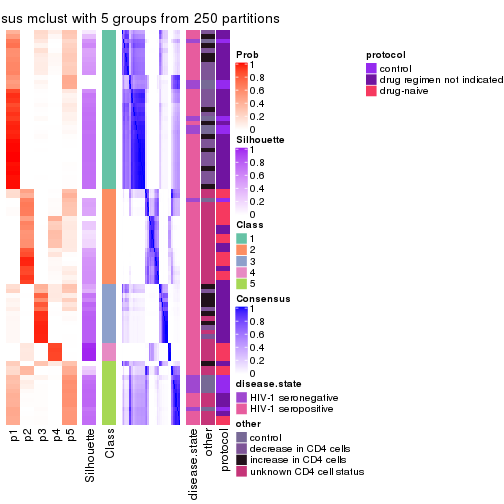 sus mclust with 5 groups from 250 partitions
Prob
1
0.8
0.6
0.4
0.2
0
Silhouette
1
0.8
0.6
0.4
0.2
0
Class
1
2
3
4
5
Consensus
1
0.8
0.6
0.4
0.2
0
disease.state
HIV-1 seronegative
HIV-1 seropositive
other
control
decrease in CD4 cells
increase in CD4 cells
unknown CD4 cell status
protocol
control
drug regimen not indicated
drug-naive
p1
p2
p3
p4
p5
Silhouette
Class
disease.state
other
protocol